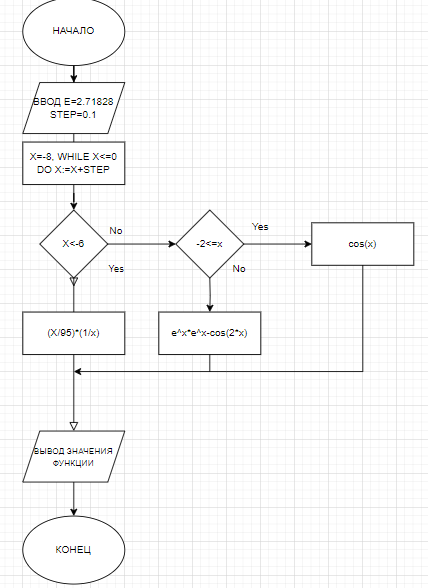 НАЧАЛО
ВВОД E=2.71828
STEP=0.1
X=-8, WHILE X<=0
DO X:=X+STEP
X<-6
No
-2<=x
Yes
cos(x)
Yes
No
(X/95)*(1/x)
e^x*e^x-cos(2*x)
ВЫВОД ЗНАЧЕНИЯ
ФУНКЦИИ
КОНЕЦ